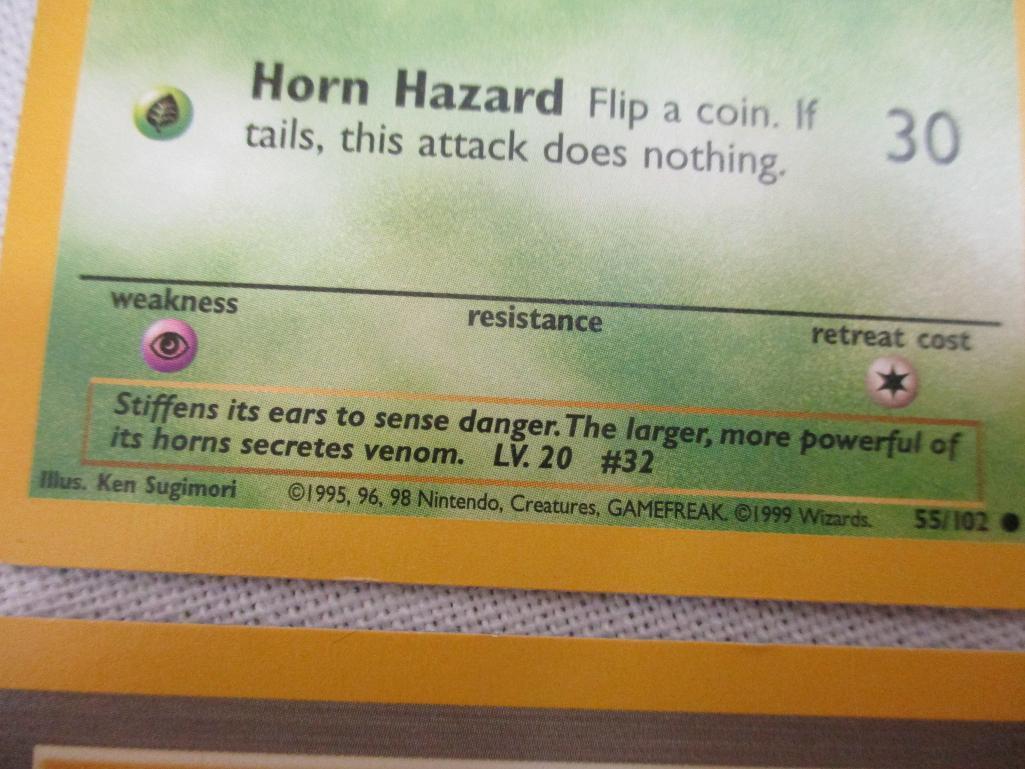 Horn Hazard Flip a coin. If
tails, this attack does nothing.
30
weakness
resistance
retreat cost
Stiffens its ears to sense danger. The larger, more powerful of
its horns secretes venom. LV. 20 #32
Illus. Ken Sugimori
©1995, 96, 98 Nintendo, Creatures, GAMEFREAK. ©1999 Wizards.
55/102 ●